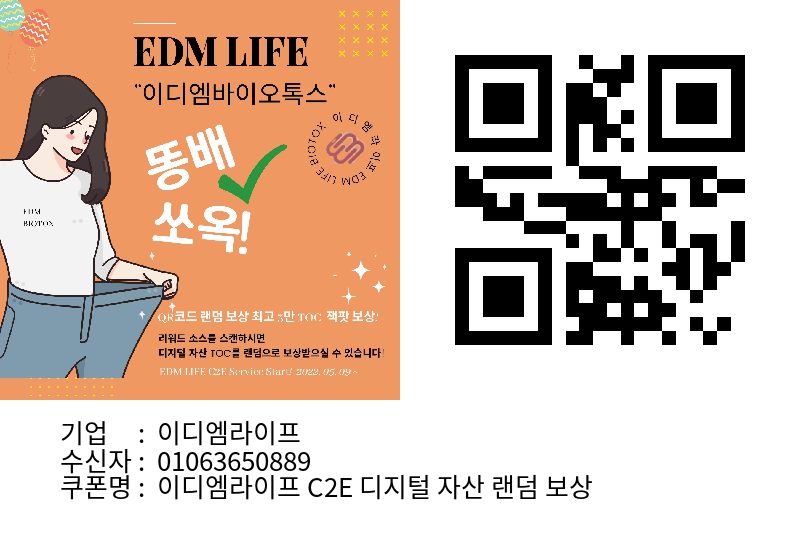 EDM LIFE
"이디엠바이오톡스"
이 디 엠 라 이프 EDM LIFE BIOTOX
똥배
쏘옥!
EDM
BIOTOX
QR코드 랜덤 보상 최고 5만 TOC 잭팟 보상!
리워드 소스를 스캔하시면
디지털 자산 TOC를 랜덤으로 보상받으실 수 있습니다!
EDM LIFE C2E Service Start! 2022. 05. 09 ~
기업 : 이디엠라이프
수신자 : 01063650889
쿠폰명 : 이디엠라이프 C2E 디지털 자산 랜덤 보상